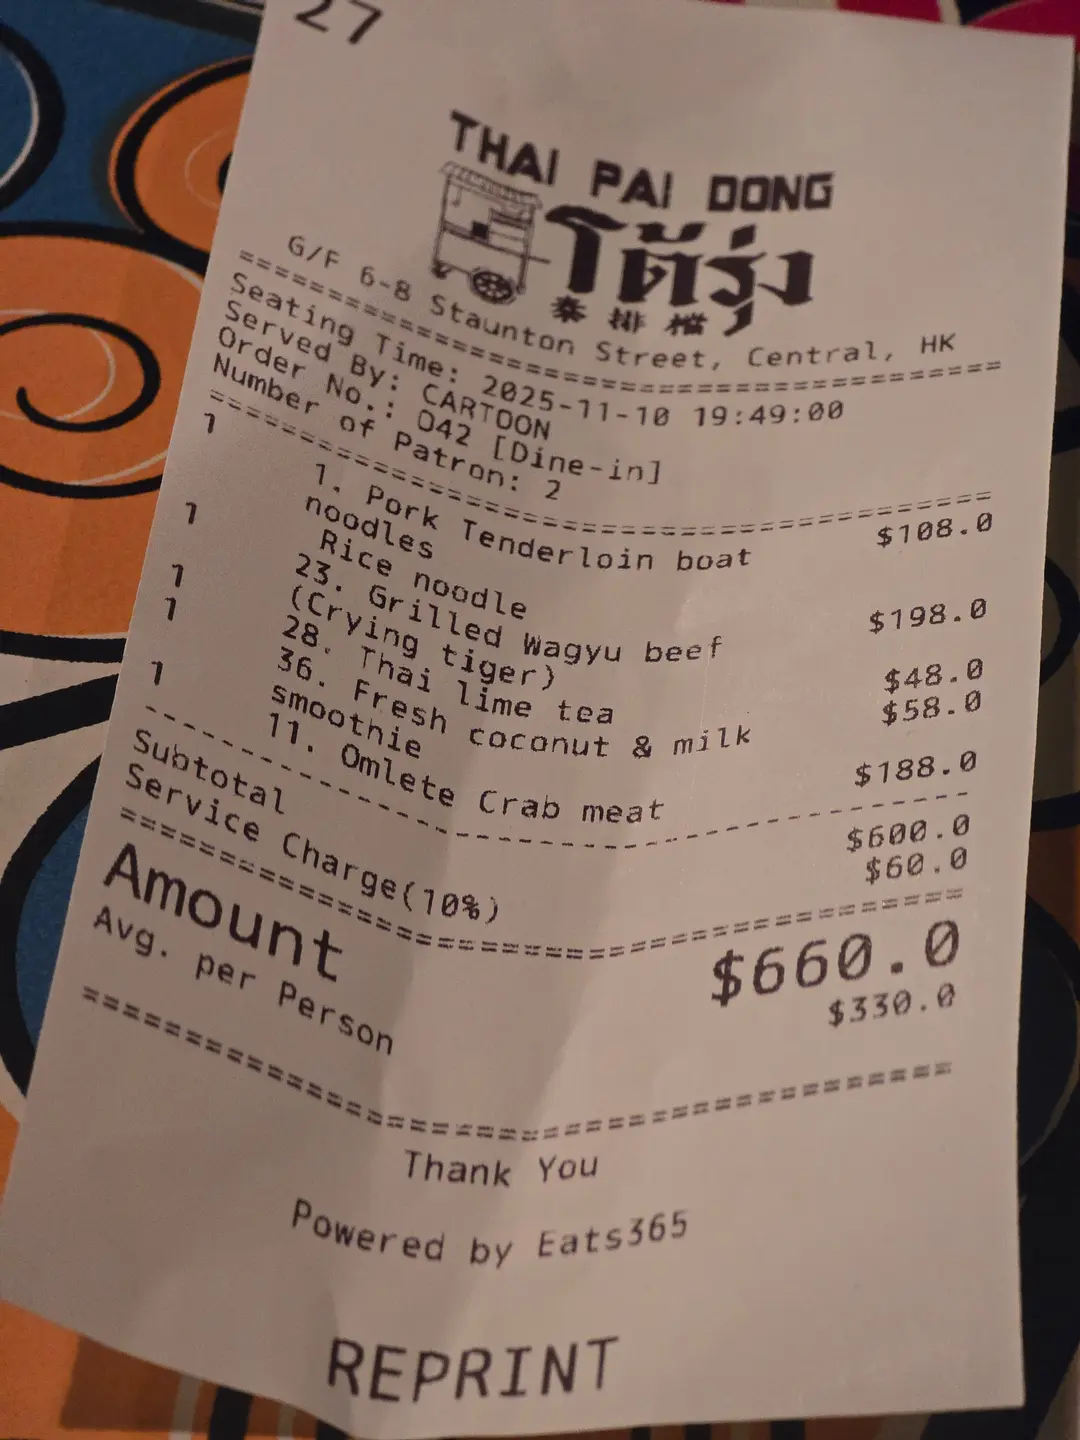 27
THAI PAI DONG
โต้รุ่ง
泰排檔
G/F 6-8 Staunton Street, Central, HK
==========================================
Seating Time: 2025-11-10 19:49:00
Served By: CARTOON
Order No.: 042 [Dine-in]
Number of Patron: 2
==========================================
1 1. Pork Tenderloin boat $108.0
noodles
Rice noodle
1 23. Grilled Wagyu beef $198.0
(Crying tiger)
1 28. Thai lime tea $48.0
1 36. Fresh coconut & milk $58.0
smoothie
1 11. Omlete Crab meat $188.0
------------------------------------------
Subtotal $600.0
Service Charge(10%) $60.0
==========================================
Amount $660.0
Avg. per Person $330.0
==========================================
Thank You
Powered by Eats365
REPRINT